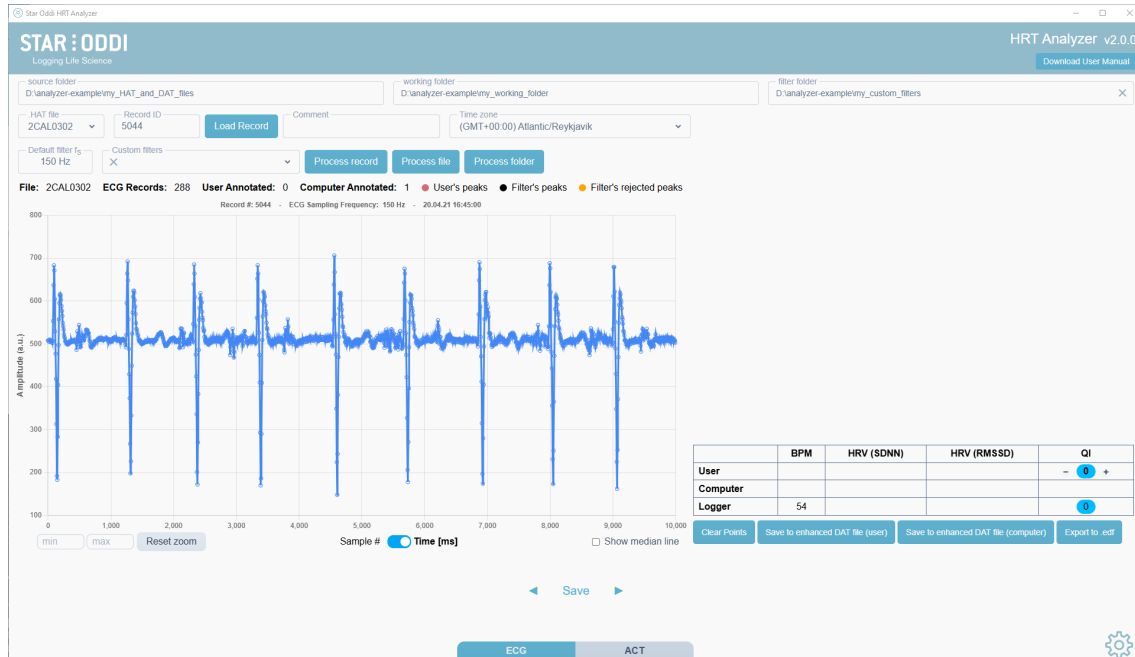 Star Oddi HRT Analyzer
STAR:ODDI
Logging Life Science
HRT Analyzer v2.0.0
Download User Manual
source folder
D:\analyzer-example\my_HAT_and_DAT_files
working folder
D:\analyzer-example\my_working_folder
filter folder
D:\analyzer-example\my_custom_filters
HAT file
2CAL0302
Record ID
5044
Load Record
Comment
Time zone
(GMT+00:00) Atlantic/Reykjavik
Default filter fS
150 Hz
Custom filters
Process record
Process file
Process folder
File: 2CAL0302 ECG Records: 288 User Annotated: 0 Computer Annotated: 1 User's peaks Filter's peaks Filter's rejected peaks
Record #: 5044 - ECG Sampling Frequency: 150 Hz - 20.04.21 16:45:00
800
700
600
500
400
300
200
100
Amplitude (a.u.)
0 1,000 2,000 3,000 4,000 5,000 6,000 7,000 8,000 9,000 10,000
min max Reset zoom Sample # Time [ms] Show median line
BPM HRV (SDNN) HRV (RMSSD) QI
User - 0 +
Computer
Logger 54 0
Clear Points Save to enhanced DAT file (user) Save to enhanced DAT file (computer) Export to .edf
Save
ECG ACT